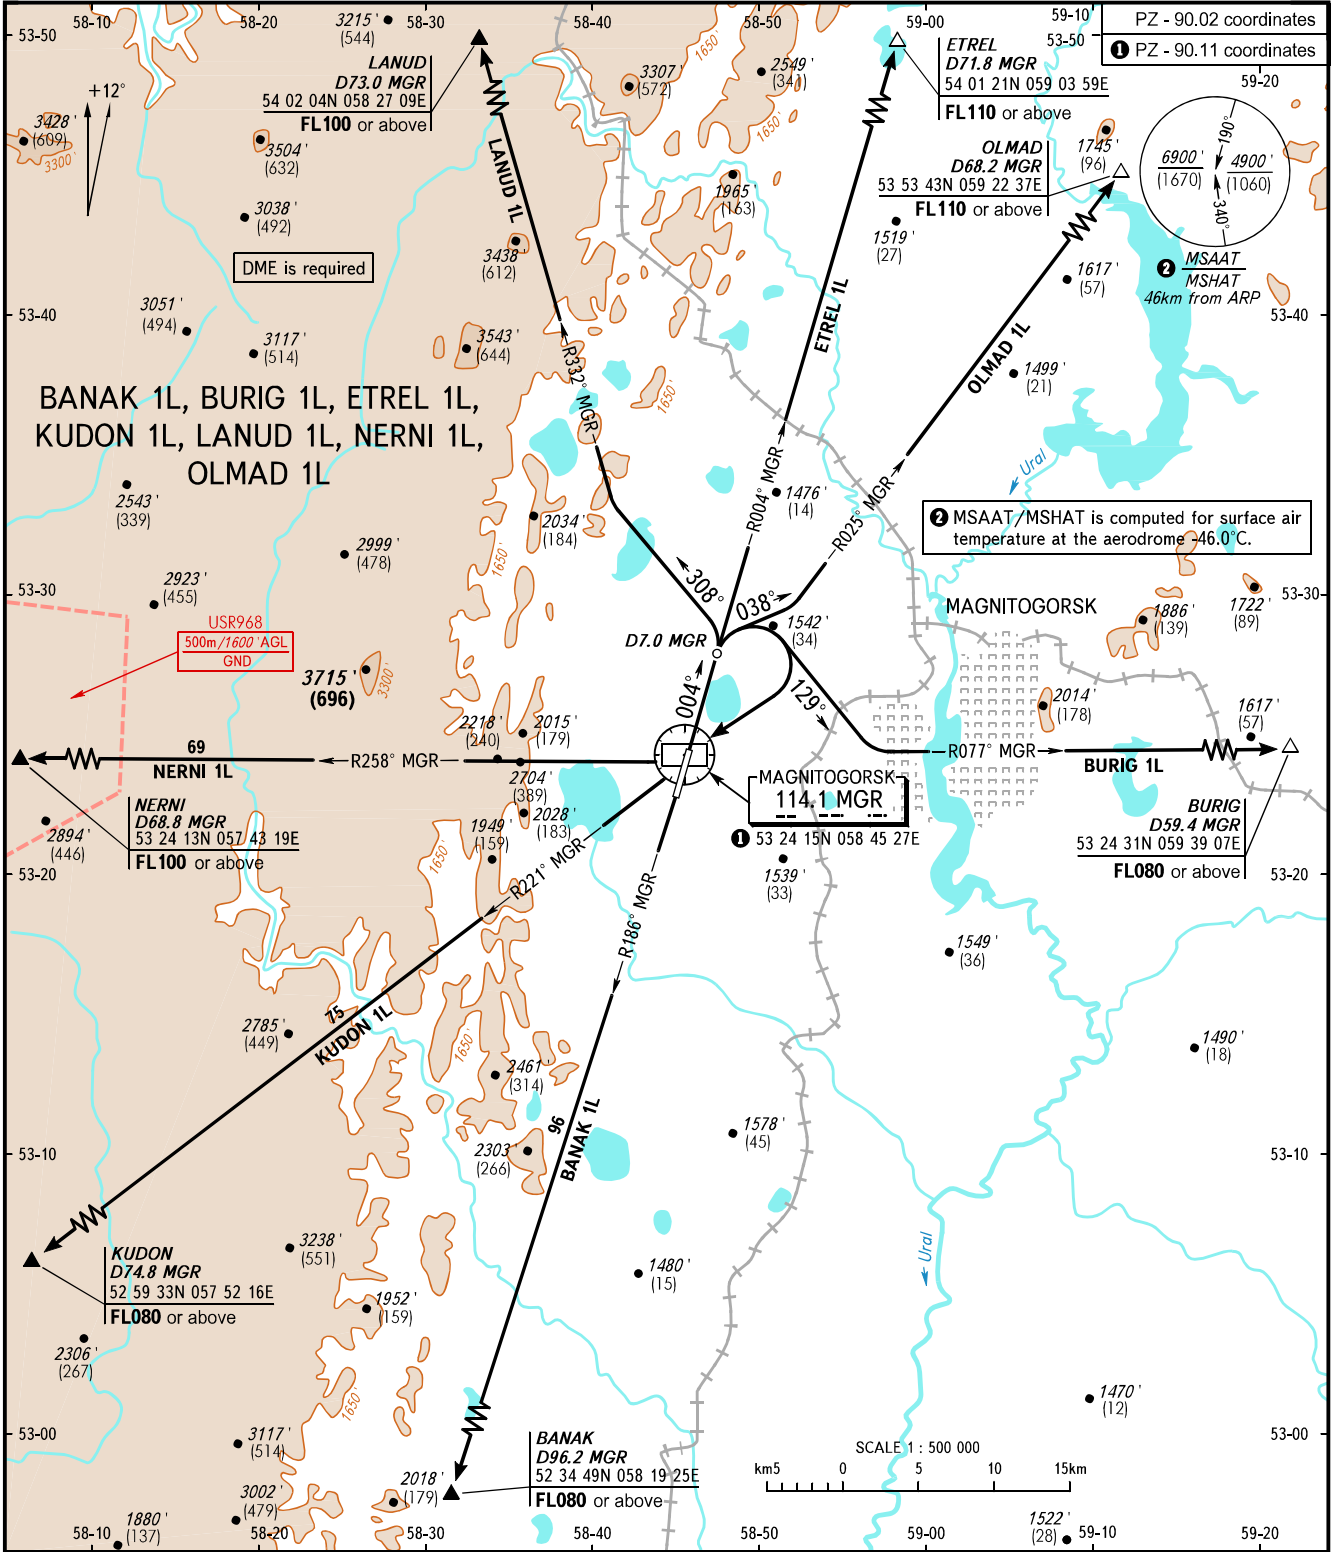 58-10
58-20
58-30
58-40
58-50
59-00
59-10
53-50
53-50
59-20
PZ - 90.02 coordinates
1 PZ - 90.11 coordinates
3215'
(544)
LANUD
D73.0 MGR
54 02 04N 058 27 09E
FL100 or above
1650'
3307'
(572)
2549'
(341)
1650'
ETREL
D71.8 MGR
54 01 21N 059 03 59E
FL110 or above
+12°
3428'
(609)
3300'
3504'
(632)
3038'
(492)
DME is required
LANUD 1L
3438'
(612)
1965'
(163)
OLMAD
D68.2 MGR
53 53 43N 059 22 37E
FL110 or above
1745'
(96)
190°
6900'
(1670)
4900'
(1060)
340°
2 MSAAT
MSHAT
46km from ARP
1519'
(27)
1617'
(57)
53-40
53-40
3051'
(494)
3117'
(514)
3543'
(644)
R332° MGR
1650'
ETREL 1L
OLMAD 1L
1499'
(21)
BANAK 1L, BURIG 1L, ETREL 1L,
KUDON 1L, LANUD 1L, NERNI 1L,
OLMAD 1L
Ural
2543'
(339)
2034'
(184)
1476'
(14)
R004° MGR
R025° MGR
2 MSAAT/MSHAT is computed for surface air
temperature at the aerodrome -46.0°C.
2999'
(478)
1650'
53-30
53-30
2923'
(455)
308°
038°
1542'
(34)
D7.0 MGR
MAGNITOGORSK
1886'
(139)
1722'
(89)
USR968
500m/1600' AGL
GND
3715'
(696)
3300'
004°
129°
2014'
(178)
1617'
(57)
2218'
(240)
2015'
(179)
69
NERNI 1L
R258° MGR
R077° MGR
BURIG 1L
2704'
(389)
MAGNITOGORSK
114.1 MGR
1 53 24 15N 058 45 27E
NERNI
D68.8 MGR
53 24 13N 057 43 19E
FL100 or above
BURIG
D59.4 MGR
53 24 31N 059 39 07E
FL080 or above
2894'
(446)
2028'
(183)
1949'
(159)
1650'
R221° MGR
R186° MGR
1539'
(33)
53-20
53-20
1549'
(36)
75
KUDON 1L
2785'
(449)
1650'
2461'
(314)
1490'
(18)
96
BANAK 1L
1578'
(45)
53-10
53-10
2303'
(266)
KUDON
D74.8 MGR
52 59 33N 057 52 16E
FL080 or above
3238'
(551)
1480'
(15)
Ural
1952'
(159)
2306'
(267)
1650'
1470'
(12)
53-00
53-00
3117'
(514)
BANAK
D96.2 MGR
52 34 49N 058 19 25E
FL080 or above
SCALE 1 : 500 000
km5 0 5 10 15km
2018'
(179)
3002'
(479)
1880'
(137)
1522'
(28)
58-10
58-20
58-30
58-40
58-50
59-00
59-10
59-20